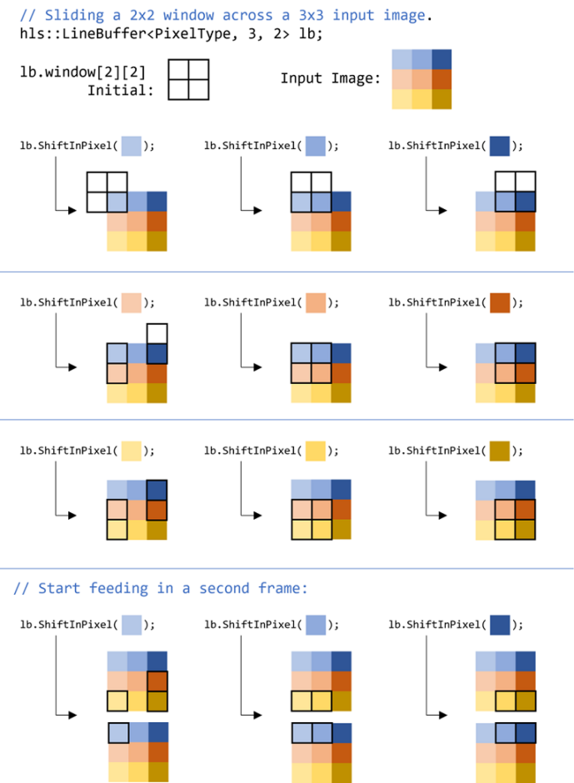 // Sliding a 2x2 window across a 3x3 input image.
hls::LineBuffer<PixelType, 3, 2> lb;
lb.window[2][2]
Initial:
Input Image:
lb.ShiftInPixel( );
lb.ShiftInPixel( );
lb.ShiftInPixel( );
lb.ShiftInPixel( );
lb.ShiftInPixel( );
lb.ShiftInPixel( );
lb.ShiftInPixel( );
lb.ShiftInPixel( );
lb.ShiftInPixel( );
// Start feeding in a second frame:
lb.ShiftInPixel( );
lb.ShiftInPixel( );
lb.ShiftInPixel( );